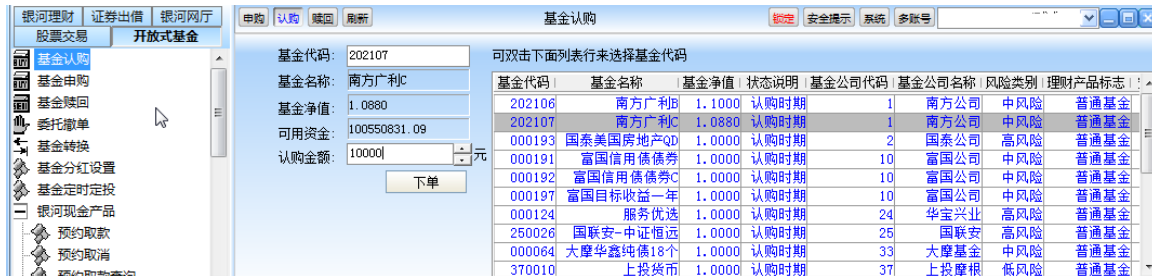 银河理财 证券出借 银河网厅
股票交易 开放式基金
基金认购
基金申购
基金赎回
委托撤单
基金转换
基金分红设置
基金定时定投
银河现金产品
预约取款
预约取消
预约取款查询
申购 认购 赎回 刷新 基金认购 锁定 安全提示 系统 多账号
基金代码: 202107
基金名称: 南方广利C
基金净值: 1.0880
可用资金: 100550831.09
认购金额: 10000 元
下单
可双击下面列表行来选择基金代码
基金代码 基金名称 基金净值 状态说明 基金公司代码 基金公司名称 风险类别 理财产品标志
202106 南方广利B 1.1000 认购时期 1 南方公司 中风险 普通基金
202107 南方广利C 1.0880 认购时期 1 南方公司 中风险 普通基金
000193 国泰美国房地产QD 1.0000 认购时期 2 国泰公司 高风险 普通基金
000191 富国信用债债券 1.0000 认购时期 10 富国公司 中风险 普通基金
000192 富国信用债债券C 1.0000 认购时期 10 富国公司 中风险 普通基金
000197 富国目标收益一年 1.0000 认购时期 10 富国公司 中风险 普通基金
000124 服务优选 1.0000 认购时期 24 华宝兴业 高风险 普通基金
250026 国联安-中证恒远 1.0000 认购时期 25 国联安 高风险 普通基金
000064 大摩华鑫纯债18个 1.0000 认购时期 33 大摩基金 中风险 普通基金
370010 上投货币 1.0000 认购时期 37 上投摩根 低风险 普通基金